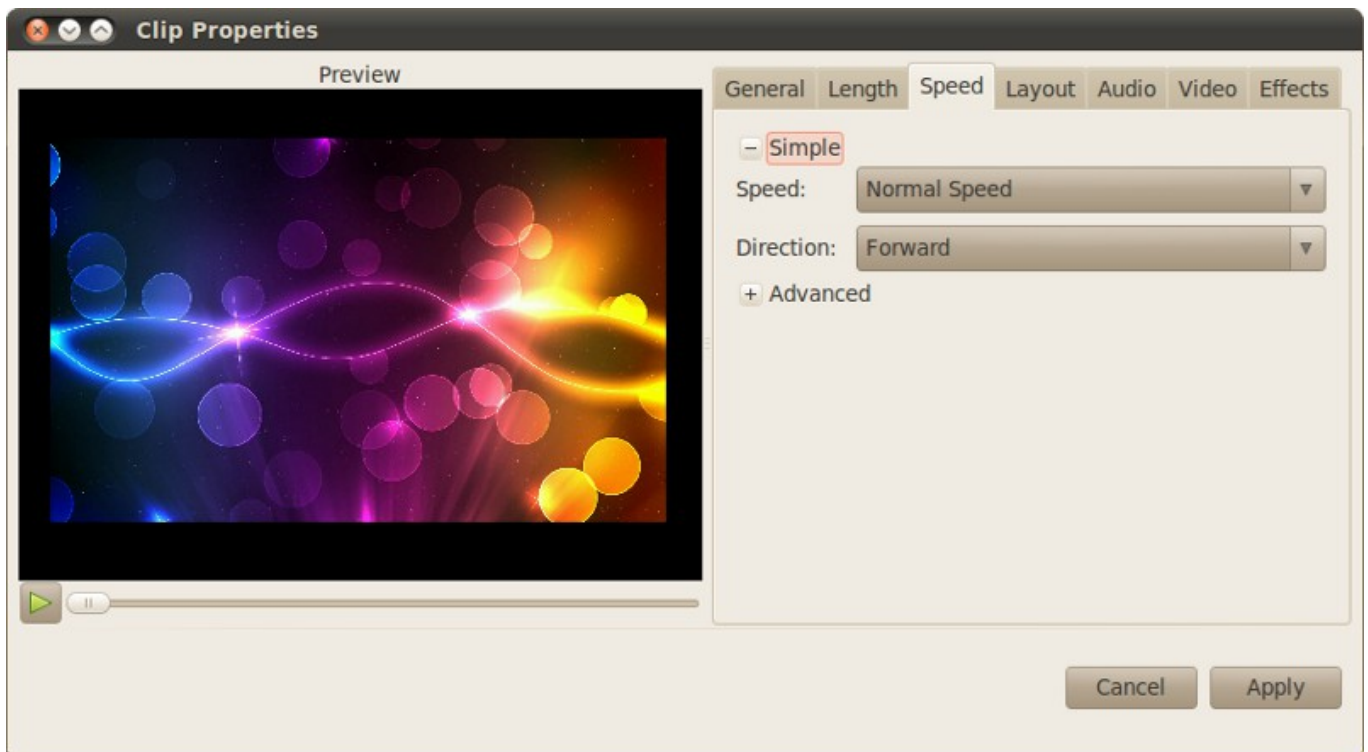 Clip Properties
Preview
General Length Speed Layout Audio Video Effects
Simple
Speed: Normal Speed
Direction: Forward
Advanced
Cancel Apply